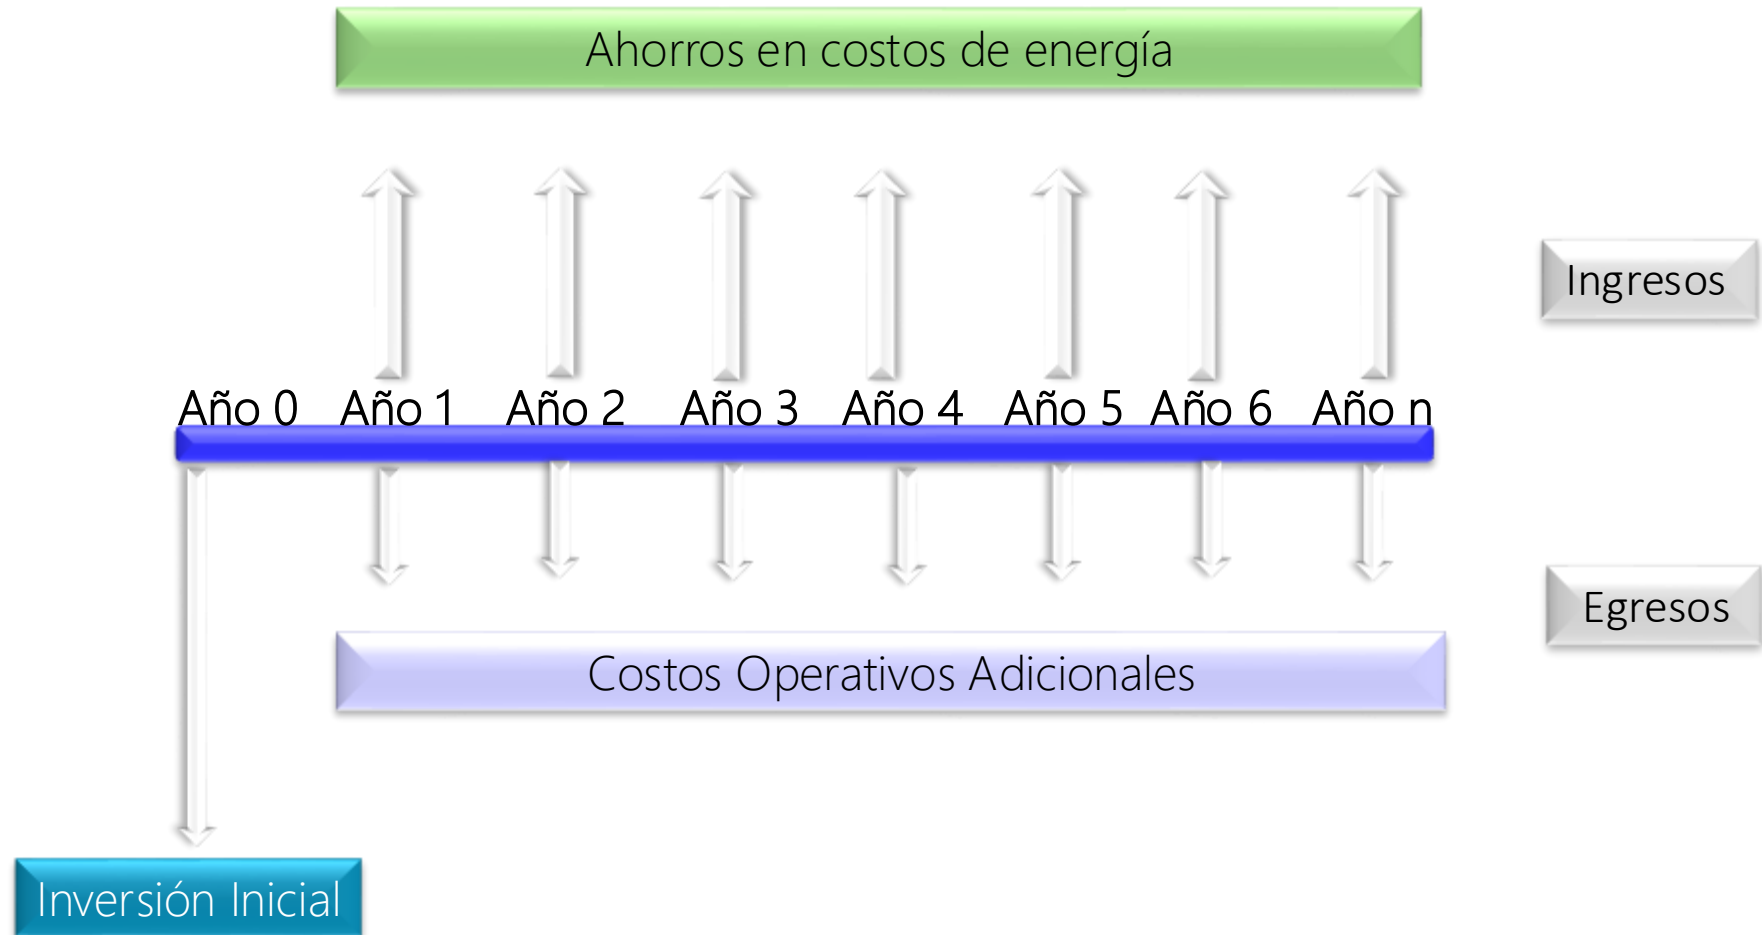 Ahorros en costos de energía
Ingresos
Año 0 Año 1 Año 2 Año 3 Año 4 Año 5 Año 6 Año n
Egresos
Costos Operativos Adicionales
Inversión Inicial